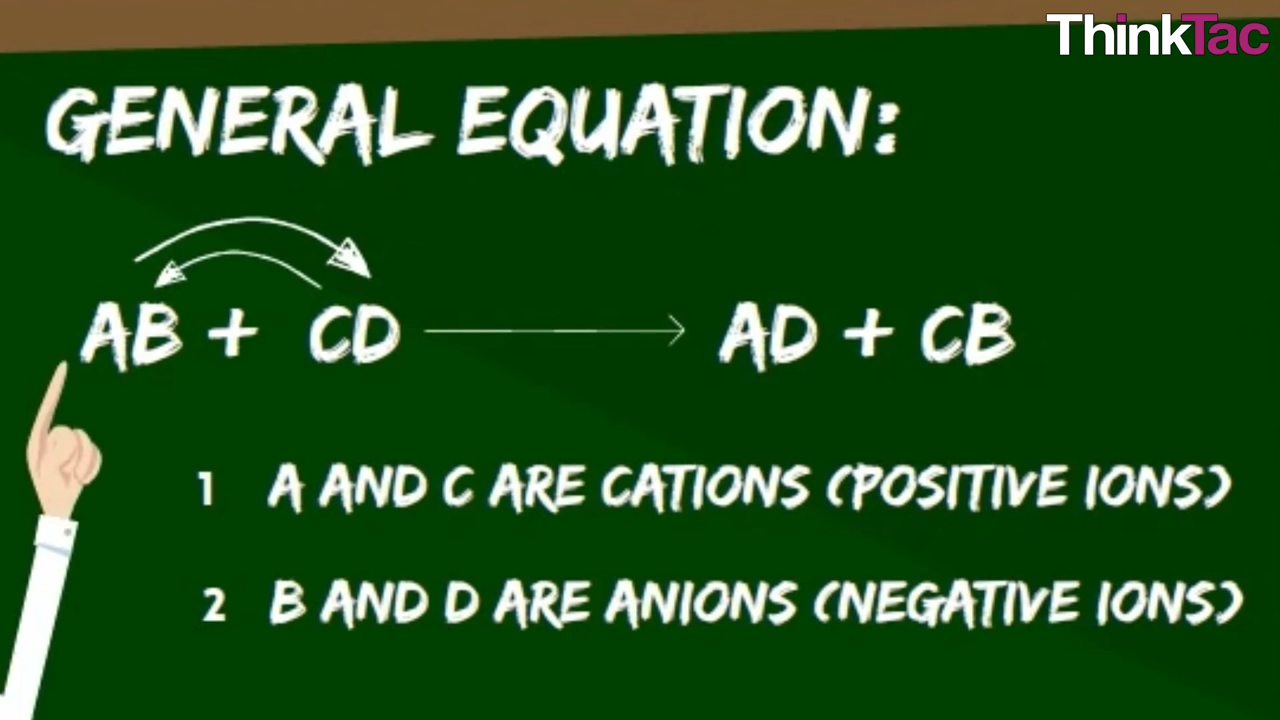 ThinkTac
GENERAL EQUATION:
AB + CD → AD + CB
1 A AND C ARE CATIONS (POSITIVE IONS)
2 B AND D ARE ANIONS (NEGATIVE IONS)